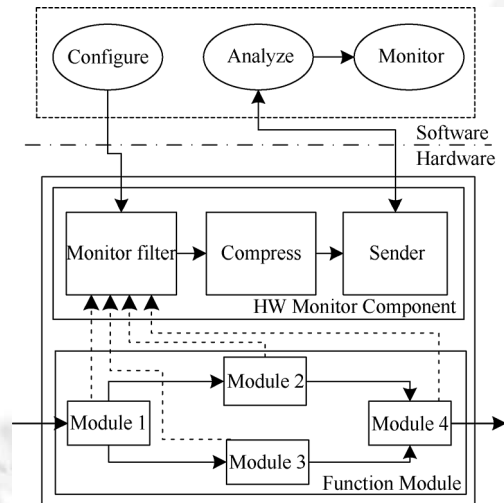 Configure
Analyze
Monitor
Software
Hardware
Monitor filter
Compress
Sender
HW Monitor Component
Module 2
Module 1
Module 4
Module 3
Function Module